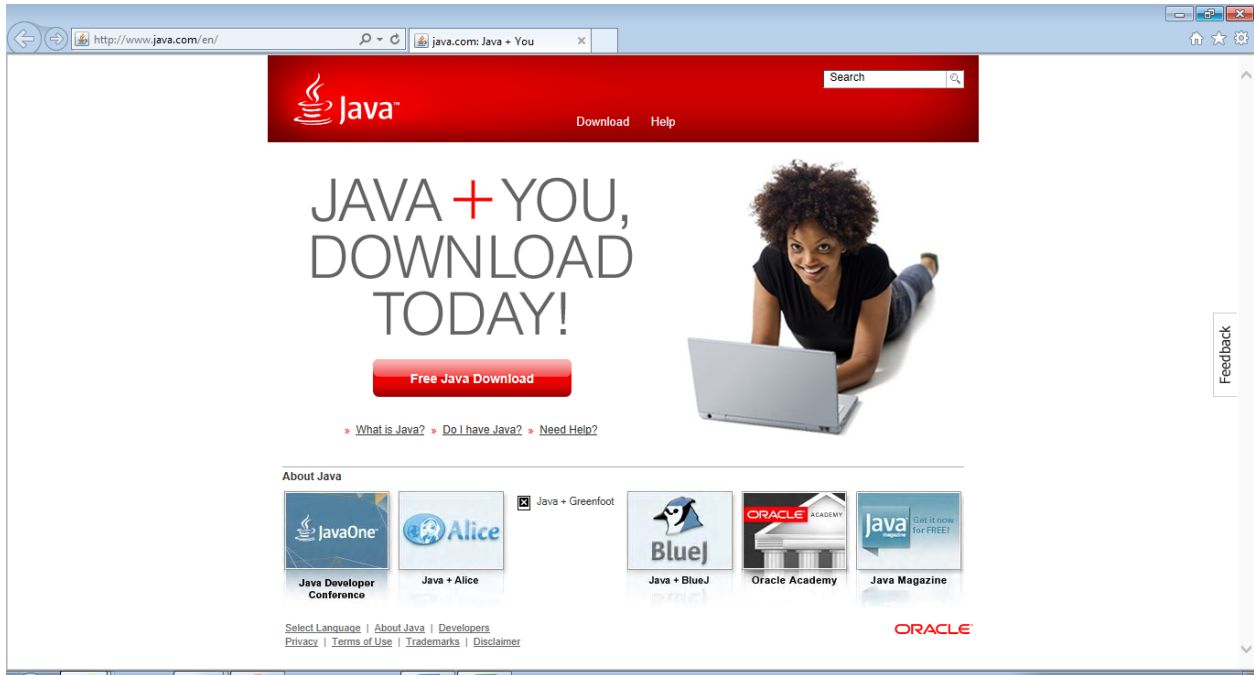 http://www.java.com/en/
java.com: Java + You
Java™
Search
Download Help
JAVA + YOU,
DOWNLOAD
TODAY!
Free Java Download
» What is Java? » Do I have Java? » Need Help?
Feedback
About Java
JavaOne™
Java Developer
Conference
Alice
Java + Alice
Java + Greenfoot
BlueJ
Java + BlueJ
ORACLE ACADEMY
Oracle Academy
Java magazine
Get it now
for FREE!
Java Magazine
Select Language | About Java | Developers
Privacy | Terms of Use | Trademarks | Disclaimer
ORACLE